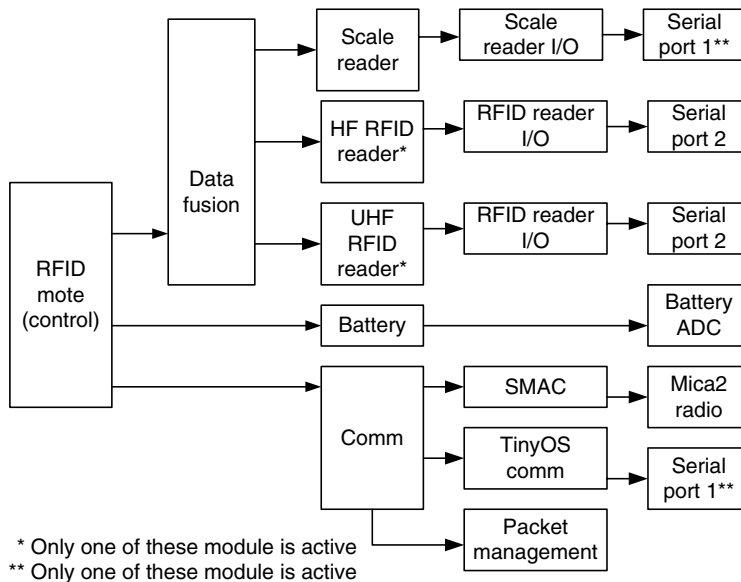 Scale
reader
Scale
reader I/O
Serial
port 1**
HF RFID
reader*
RFID reader
I/O
Serial
port 2
Data
fusion
UHF
RFID
reader*
RFID reader
I/O
Serial
port 2
RFID
mote
(control)
Battery
Battery
ADC
Comm
SMAC
Mica2
radio
TinyOS
comm
Serial
port 1**
Packet
management
* Only one of these module is active
** Only one of these module is active